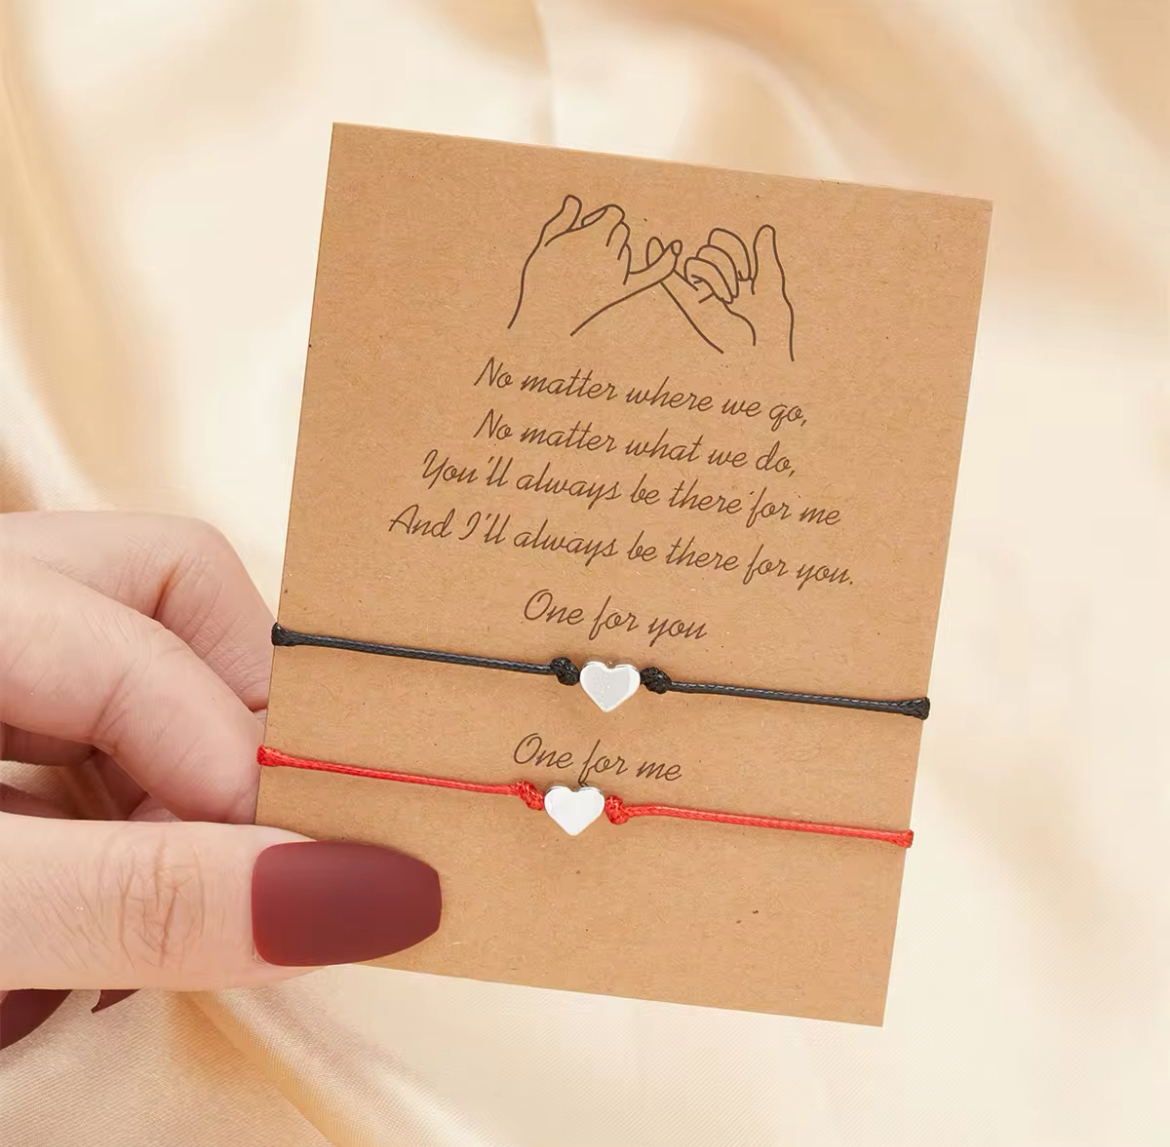 No matter where we go,
No matter what we do,
You'll always be there for me
And I'll always be there for you.
One for you
One for me